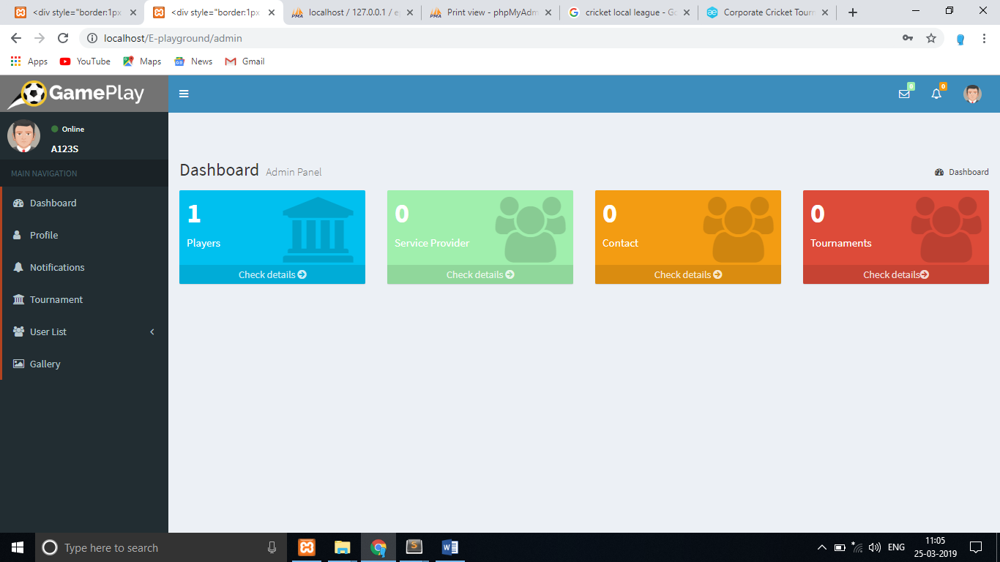 <div style="border:1px
<div style="border:1px
localhost / 127.0.0.1 / e
Print view - phpMyAdm
cricket local league - Go
Corporate Cricket Tourn
localhost/E-playground/admin
Apps
YouTube
Maps
News
Gmail
GamePlay
0
0
Online
A123S
MAIN NAVIGATION
Dashboard
Profile
Notifications
Tournament
User List
Gallery
Dashboard Admin Panel
Dashboard
1
Players
Check details
0
Service Provider
Check details
0
Contact
Check details
0
Tournaments
Check details
Type here to search
ENG
11:05
25-03-2019